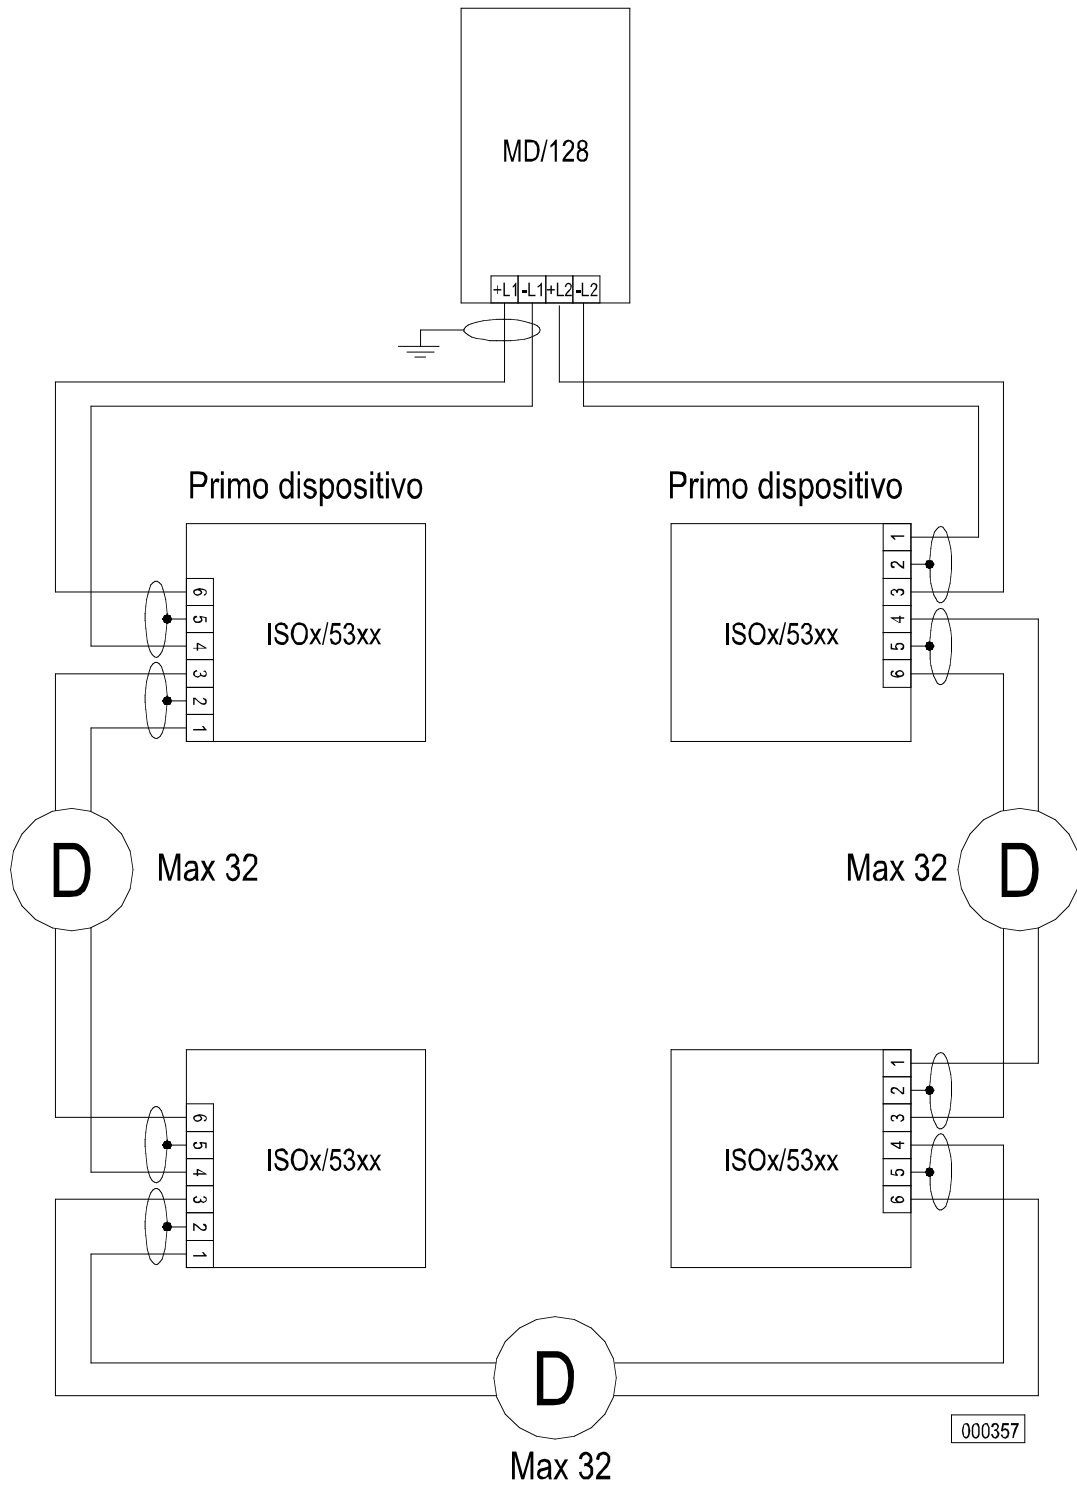 MD/128
+L1 -L1 +L2 -L2
Primo dispositivo
Primo dispositivo
6
5
4
3
2
1
ISOx/53xx
ISOx/53xx
1
2
3
4
5
6
D
Max 32
Max 32
D
6
5
4
3
2
1
ISOx/53xx
ISOx/53xx
1
2
3
4
5
6
D
Max 32
000357